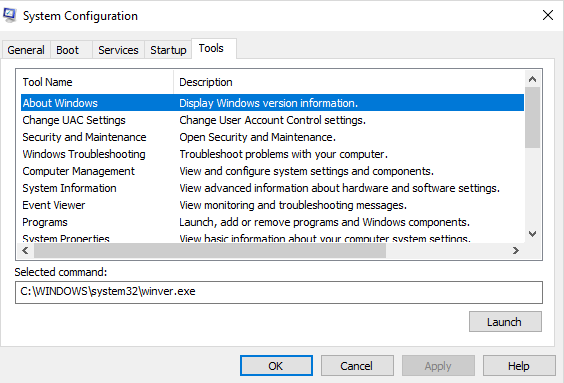 System Configuration
General Boot Services Startup Tools
Tool Name Description
About Windows Display Windows version information.
Change UAC Settings Change User Account Control settings.
Security and Maintenance Open Security and Maintenance.
Windows Troubleshooting Troubleshoot problems with your computer.
Computer Management View and configure system settings and components.
System Information View advanced information about hardware and software settings.
Event Viewer View monitoring and troubleshooting messages.
Programs Launch, add or remove programs and Windows components.
System Properties View basic information about your computer system settings.
Selected command:
C:\WINDOWS\system32\winver.exe
Launch
OK Cancel Apply Help